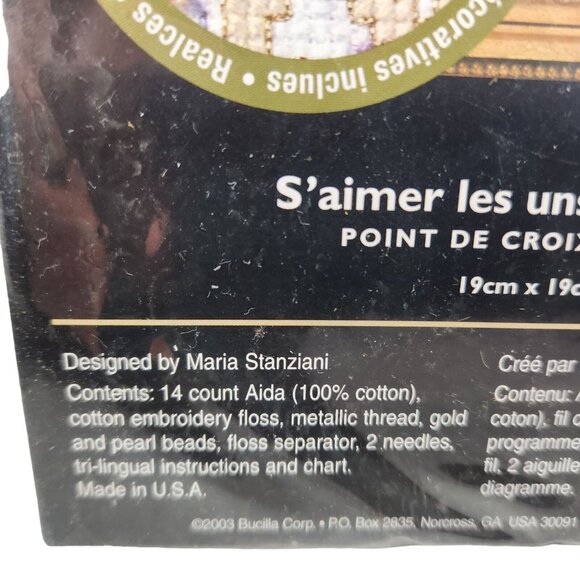 coratives inclues • Realces
S'aimer les uns
POINT DE CROIX
19cm x 19c
Designed by Maria Stanziani
Contents: 14 count Aida (100% cotton),
cotton embroidery floss, metallic thread, gold
and pearl beads, floss separator, 2 needles,
tri-lingual instructions and chart.
Made in U.S.A.
Créé par
Contenu:
coton), fil
programme
fil, 2 aiguille
diagramme.
©2003 Bucilla Corp. • P.O. Box 2835, Norcross, GA USA 30091